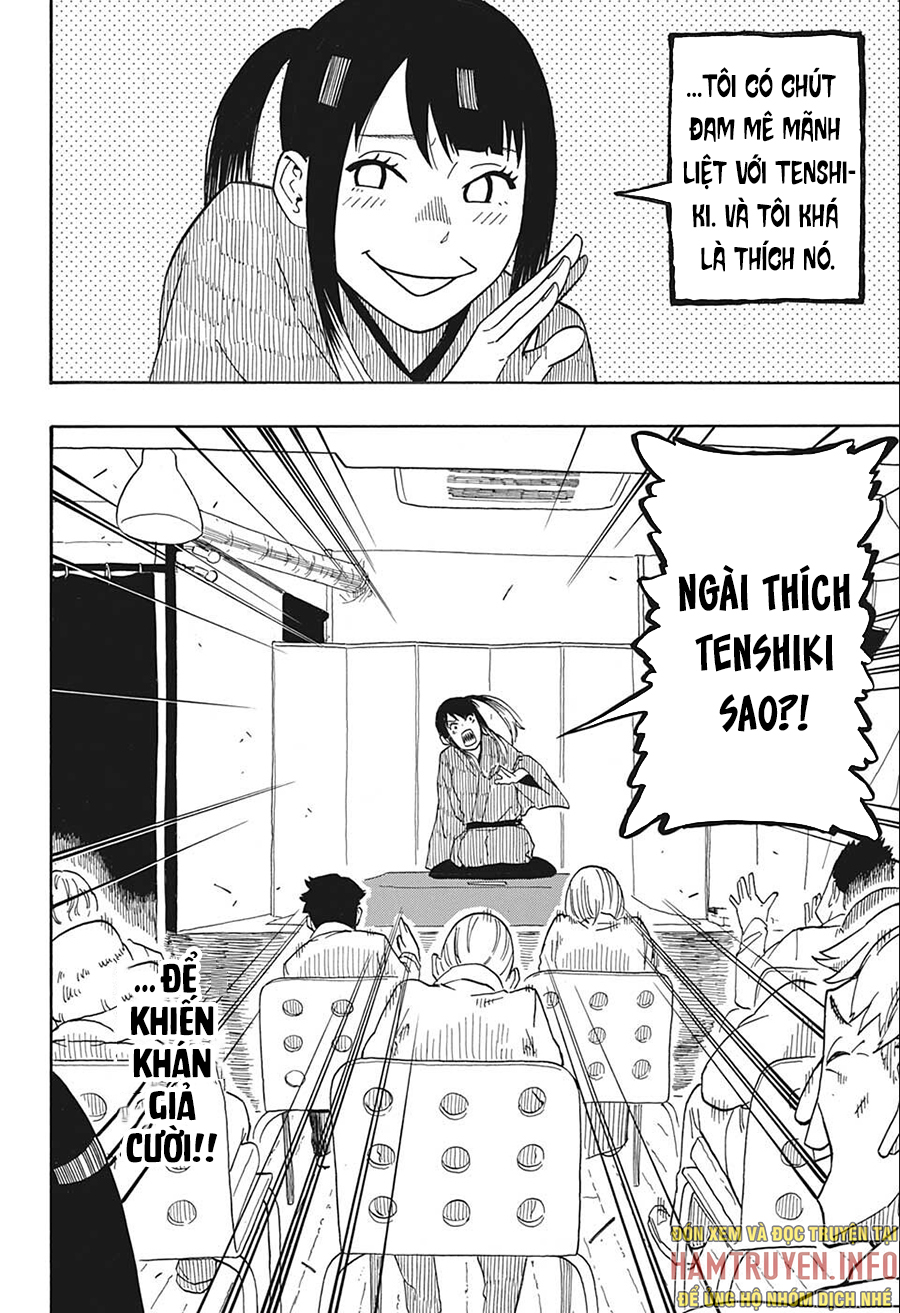 ...TÔI CÓ CHÚT
ĐAM MÊ MÃNH
LIỆT VỚI TENSHI-
KI. VÀ TÔI KHÁ
LÀ THÍCH NÓ.
NGÀI THÍCH
TENSHIKI
SAO?!
... ĐỂ
KHIẾN
KHÁN
GIẢ
CƯỜI!!
ĐÓN XEM VÀ ĐỌC TRUYỆN TẠI
HAMTRUYEN.INFO
ĐỂ ỦNG HỘ NHÓM DỊCH NHÉ